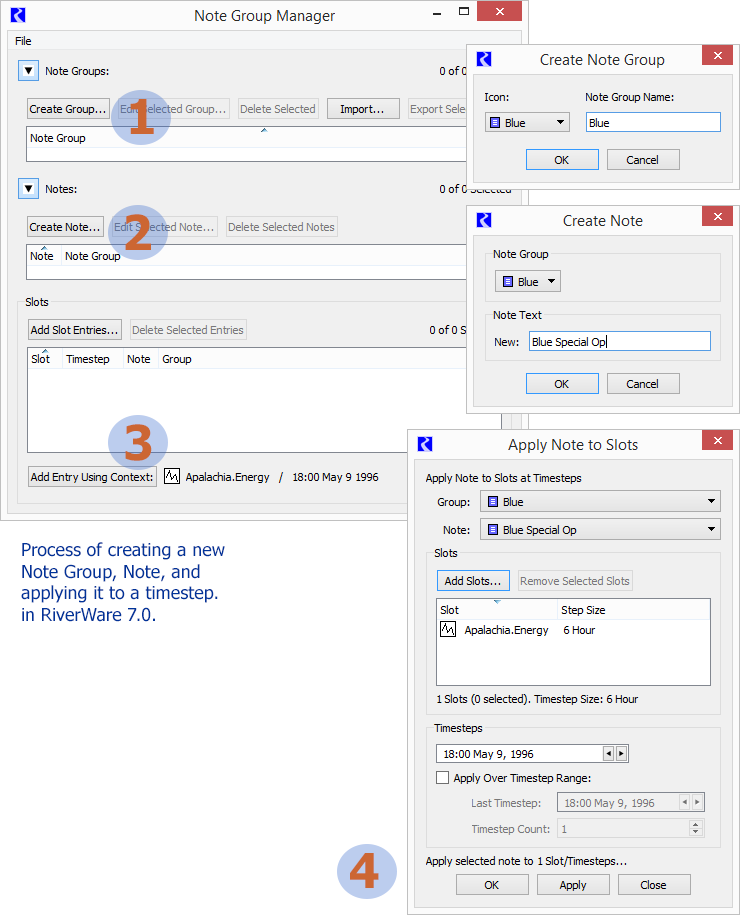 Note Group Manager
File
Note Groups:
0 of 0
Create Group...
Edit Selected Group...
Delete Selected
Import...
Export Sele
Note Group
1
Notes:
0 of 0 Selected
Create Note...
Edit Selected Note...
Delete Selected Notes
2
Note
Note Group
Slots
Add Slot Entries...
Delete Selected Entries
0 of 0 S
Slot
Timestep
Note
Group
3
Add Entry Using Context:
Apalachia.Energy / 18:00 May 9 1996
Create Note Group
Icon:
Note Group Name:
Blue
Blue
OK
Cancel
Create Note
Note Group
Blue
Note Text
New:
Blue Special Op
OK
Cancel
Apply Note to Slots
Apply Note to Slots at Timesteps
Group:
Blue
Note:
Blue Special Op
Slots
Add Slots...
Remove Selected Slots
Slot
Step Size
Apalachia.Energy
6 Hour
1 Slots (0 selected). Timestep Size: 6 Hour
Timesteps
18:00 May 9, 1996
Apply Over Timestep Range:
Last Timestep:
18:00 May 9, 1996
Timestep Count:
1
Apply selected note to 1 Slot/Timesteps...
4
OK
Apply
Close
Process of creating a new
Note Group, Note, and
applying it to a timestep.
in RiverWare 7.0.